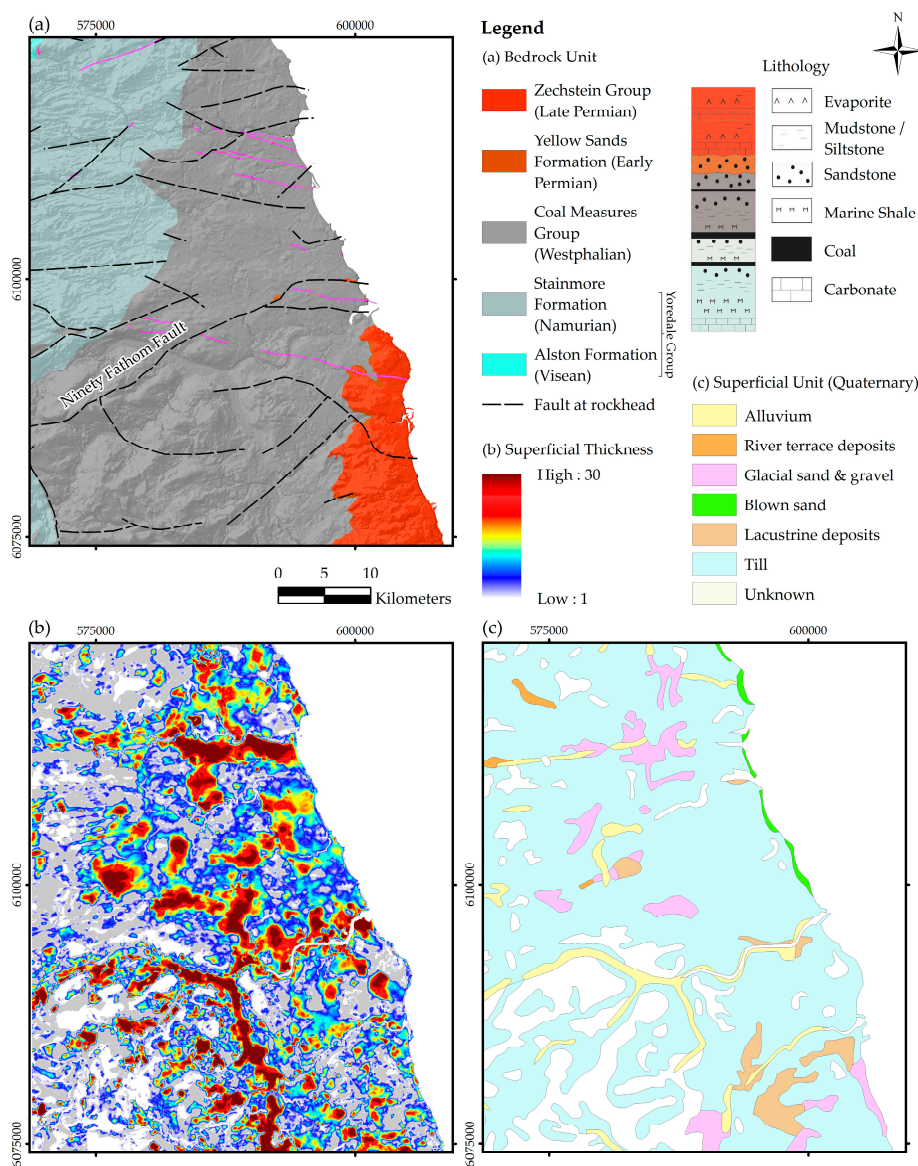 (a)
575000
600000
6100000
6075000
Ninety Fathom Fault
0 5 10
Kilometers
Legend
N
(a) Bedrock Unit
Zechstein Group
(Late Permian)
Yellow Sands
Formation (Early
Permian)
Coal Measures
Group
(Westphalian)
Stainmore
Formation
(Namurian)
Alston Formation
(Visean)
Yoredale Group
Fault at rockhead
Lithology
Evaporite
Mudstone /
Siltstone
Sandstone
Marine Shale
Coal
Carbonate
(b) Superficial Thickness
High : 30
Low : 1
(c) Superficial Unit (Quaternary)
Alluvium
River terrace deposits
Glacial sand & gravel
Blown sand
Lacustrine deposits
Till
Unknown
(b)
575000
600000
6100000
6075000
(c)
575000
600000
6100000
6075000